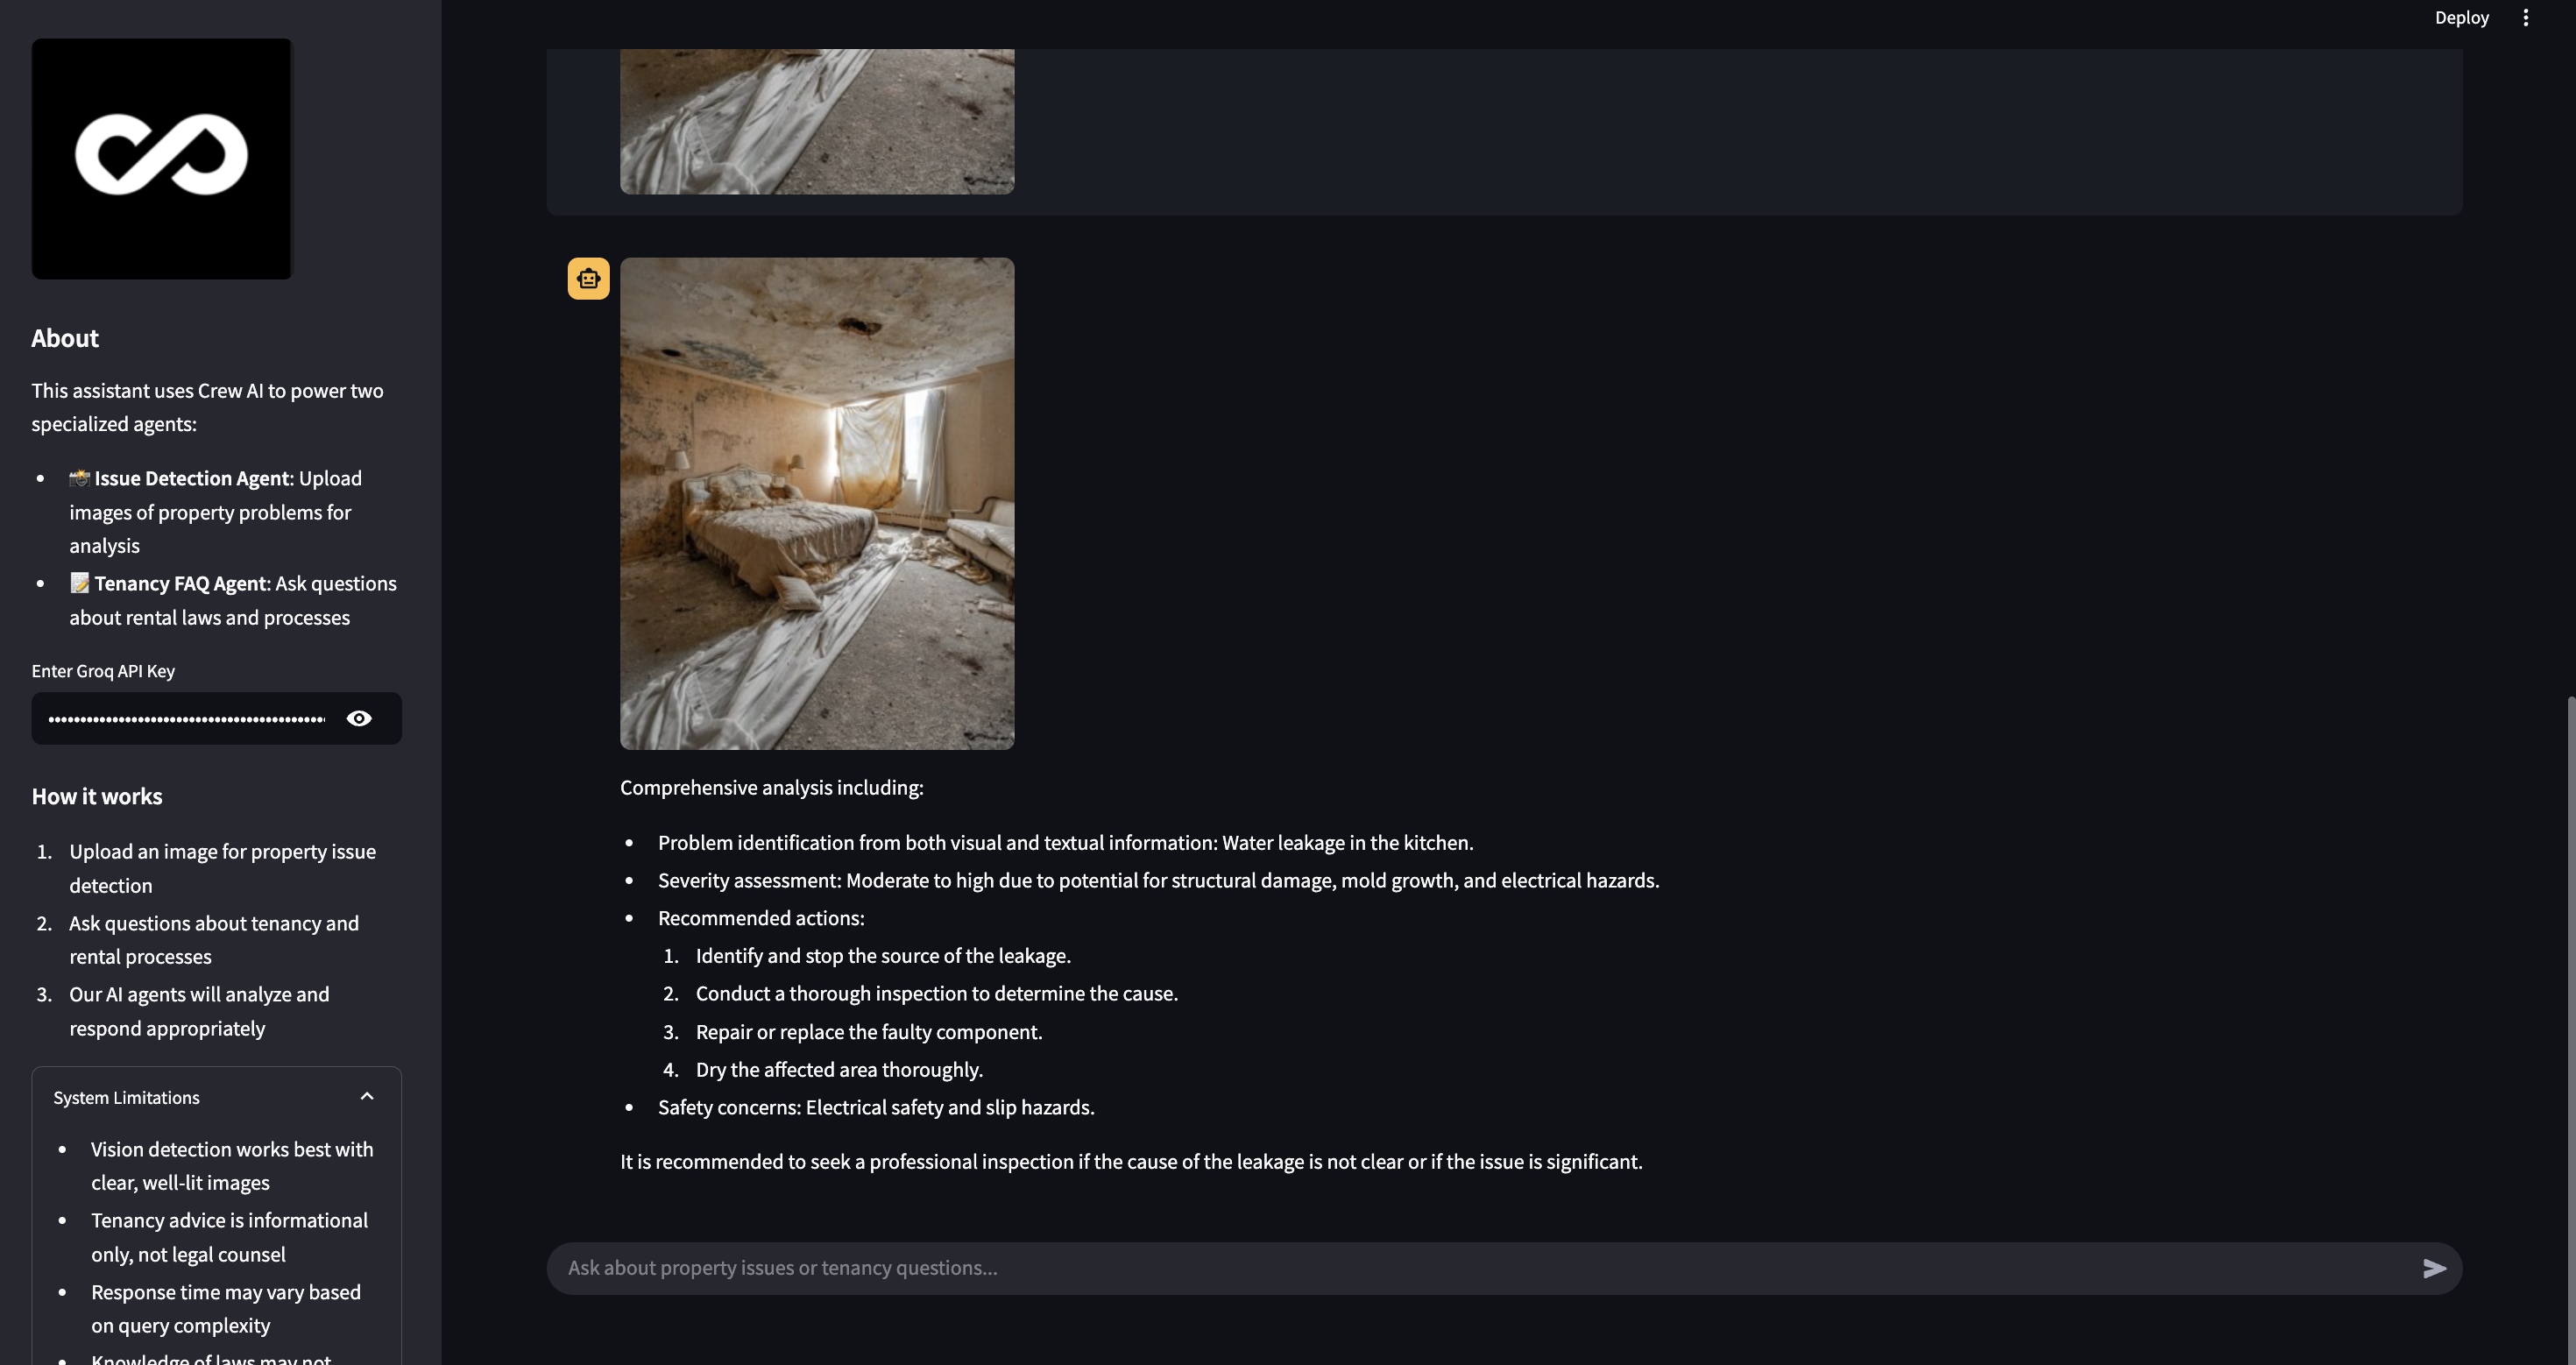 Deploy
About
This assistant uses Crew AI to power two
specialized agents:
Issue Detection Agent: Upload
images of property problems for
analysis
Tenancy FAQ Agent: Ask questions
about rental laws and processes
Enter Groq API Key
How it works
1. Upload an image for property issue
detection
2. Ask questions about tenancy and
rental processes
3. Our AI agents will analyze and
respond appropriately
System Limitations
Vision detection works best with
clear, well-lit images
Tenancy advice is informational
only, not legal counsel
Response time may vary based
on query complexity
Knowledge of laws may not
Comprehensive analysis including:
Problem identification from both visual and textual information: Water leakage in the kitchen.
Severity assessment: Moderate to high due to potential for structural damage, mold growth, and electrical hazards.
Recommended actions:
1. Identify and stop the source of the leakage.
2. Conduct a thorough inspection to determine the cause.
3. Repair or replace the faulty component.
4. Dry the affected area thoroughly.
Safety concerns: Electrical safety and slip hazards.
It is recommended to seek a professional inspection if the cause of the leakage is not clear or if the issue is significant.
Ask about property issues or tenancy questions...